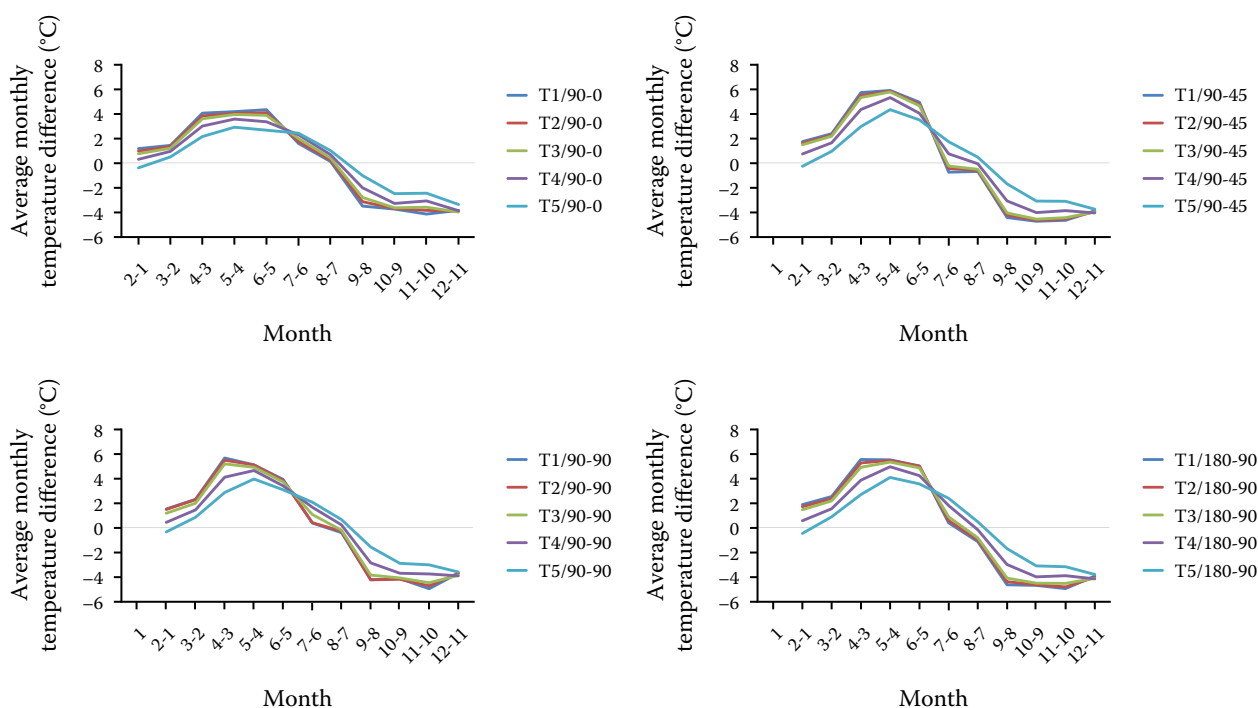 Average monthly
temperature difference (°C)
8
6
4
2
0
−2
−4
−6
2-1
3-2
4-3
5-4
6-5
7-6
8-7
9-8
10-9
11-10
12-11
Month
T1/90-0
T2/90-0
T3/90-0
T4/90-0
T5/90-0
Average monthly
temperature difference (°C)
8
6
4
2
0
−2
−4
−6
1
2-1
3-2
4-3
5-4
6-5
7-6
8-7
9-8
10-9
11-10
12-11
Month
T1/90-45
T2/90-45
T3/90-45
T4/90-45
T5/90-45
Average monthly
temperature difference (°C)
8
6
4
2
0
−2
−4
−6
1
2-1
3-2
4-3
5-4
6-5
7-6
8-7
9-8
10-9
11-10
12-11
Month
T1/90-90
T2/90-90
T3/90-90
T4/90-90
T5/90-90
Average monthly
temperature difference (°C)
8
6
4
2
0
−2
−4
−6
1
2-1
3-2
4-3
5-4
6-5
7-6
8-7
9-8
10-9
11-10
12-11
Month
T1/180-90
T2/180-90
T3/180-90
T4/180-90
T5/180-90